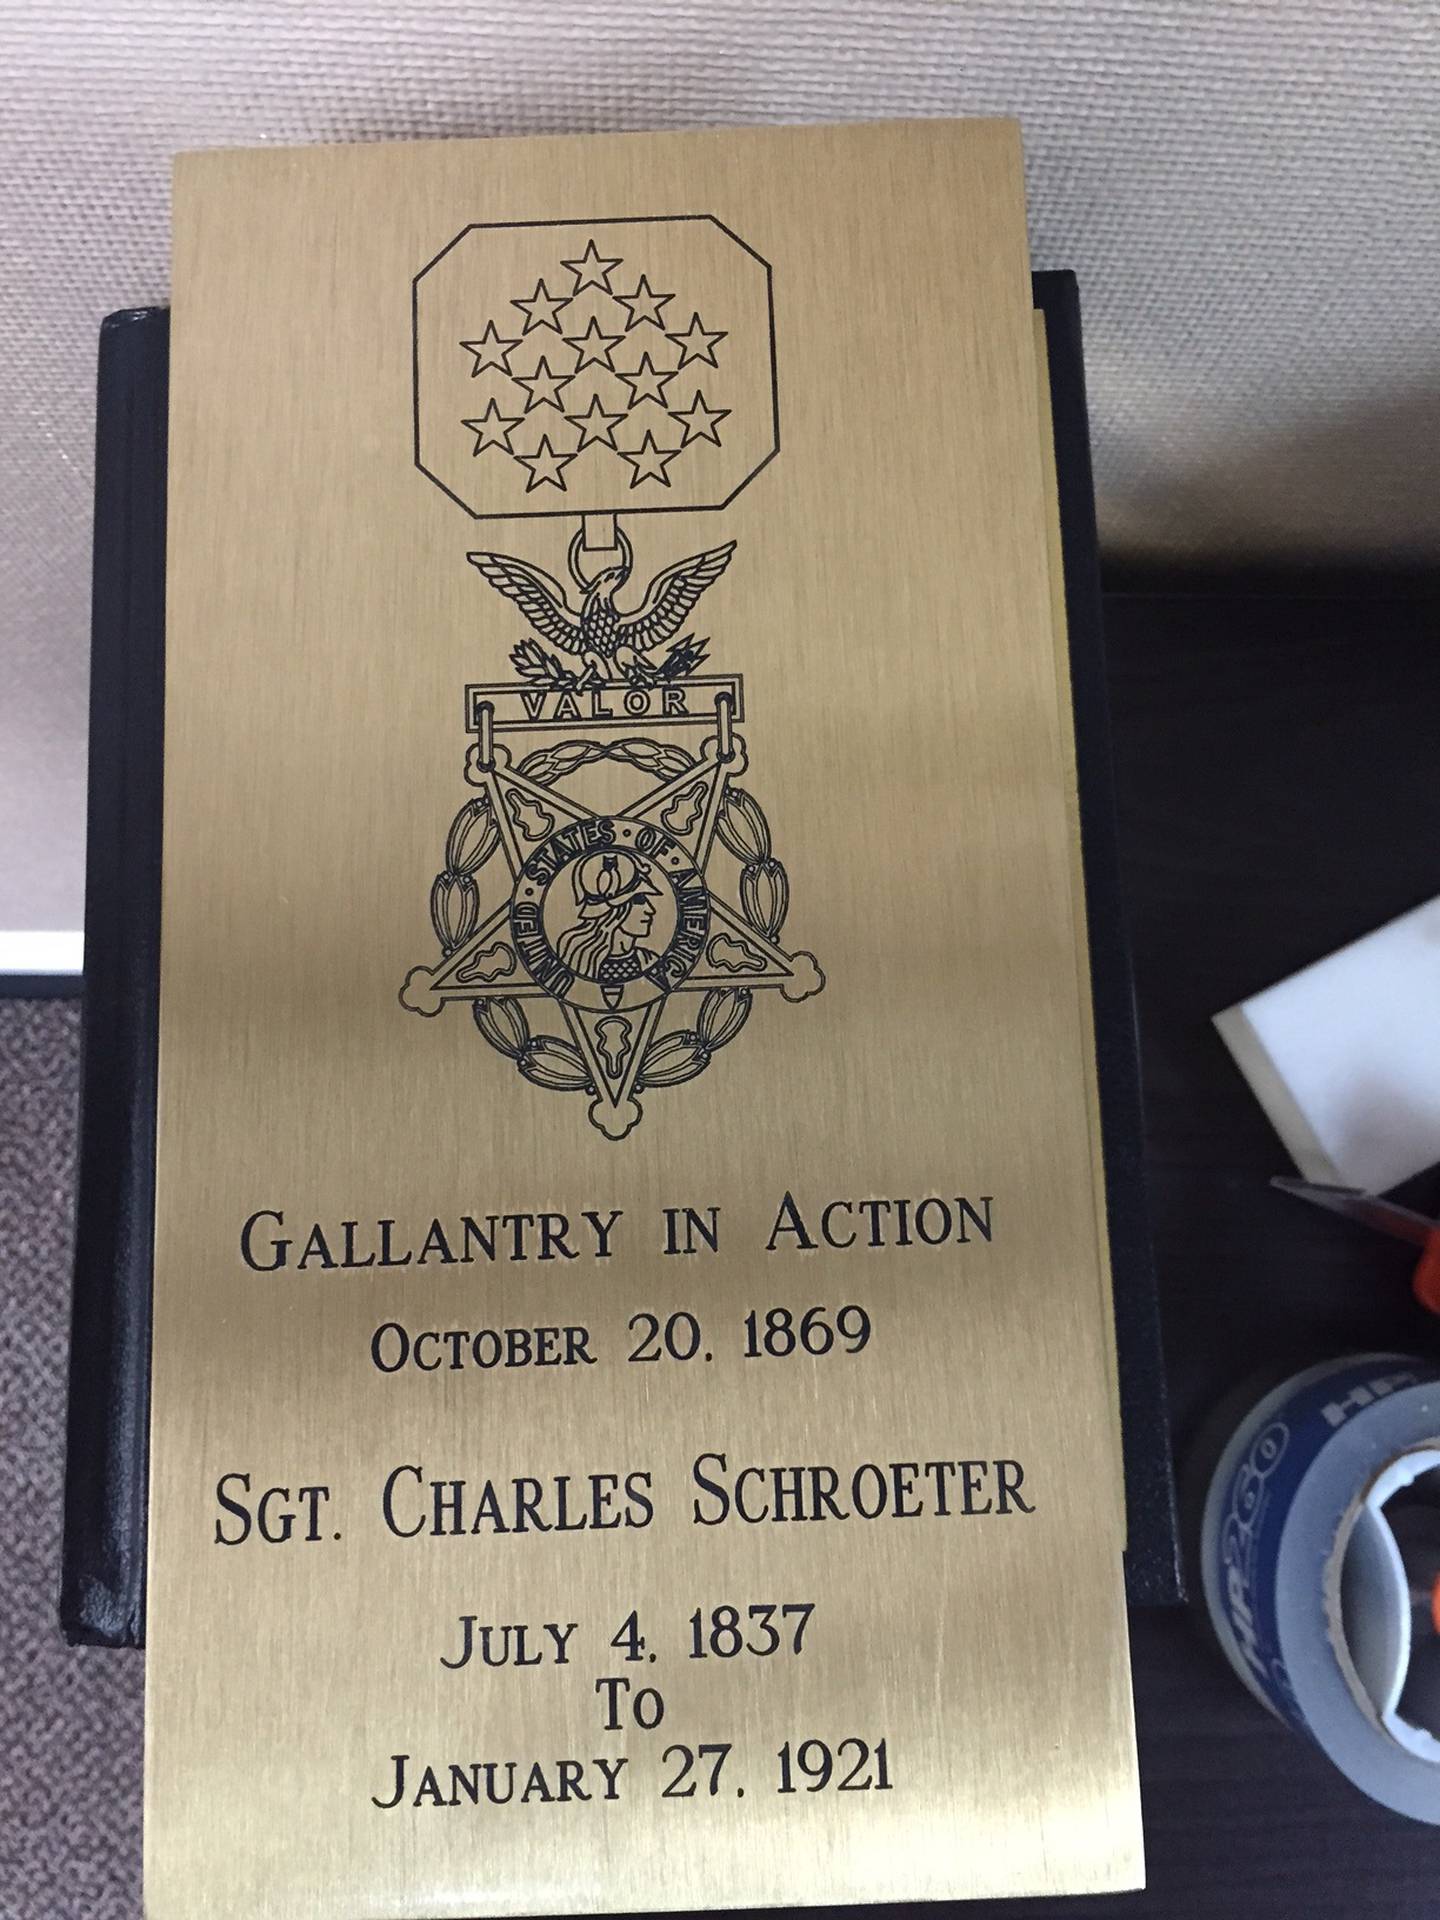 VALOR
UNITED · STATES · OF · AMERICA
GALLANTRY IN ACTION
OCTOBER 20, 1869
SGT. CHARLES SCHROETER
JULY 4, 1837
TO
JANUARY 27, 1921